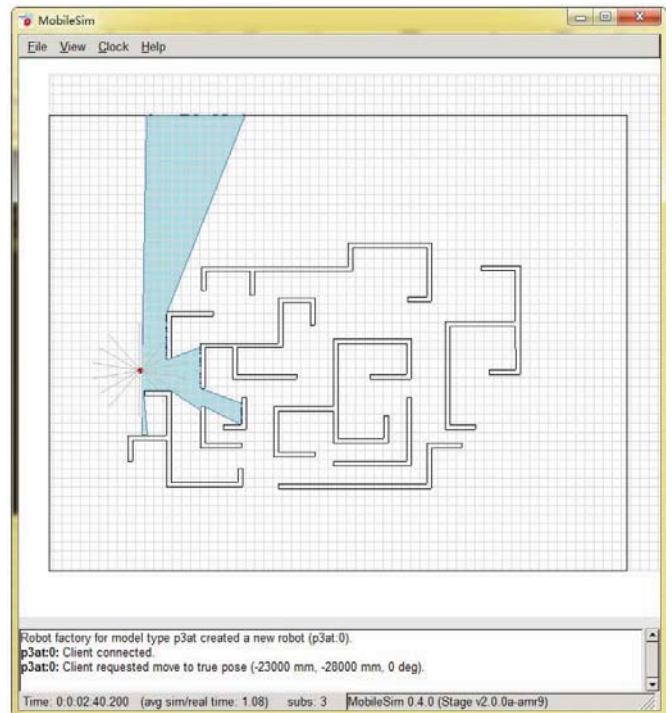 MobileSim
File View Clock Help
Robot factory for model type p3at created a new robot (p3at:0).
p3at:0: Client connected.
p3at:0: Client requested move to true pose (-23000 mm, -28000 mm, 0 deg).
Time: 0:0:02.40.200 (avg sim/real time: 1.08) subs: 3 MobileSim 0.4.0 (Stage v2.0.0a-amr9)